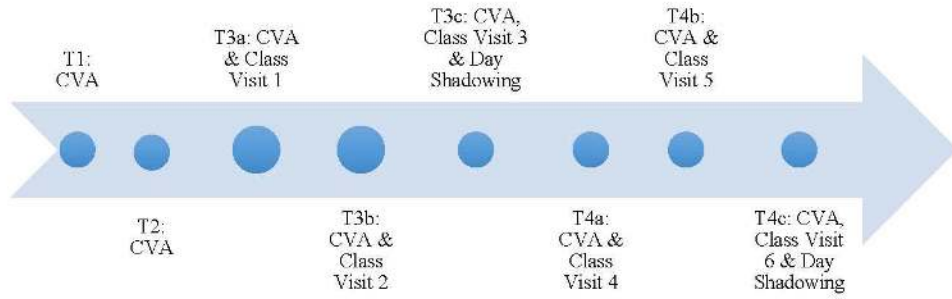 T1:
CVA
T2:
CVA
T3a: CVA
& Class
Visit 1
T3b:
CVA &
Class
Visit 2
T3c: CVA,
Class Visit 3
& Day
Shadowing
T4a:
CVA &
Class
Visit 4
T4b:
CVA &
Class
Visit 5
T4c: CVA,
Class Visit
6 & Day
Shadowing